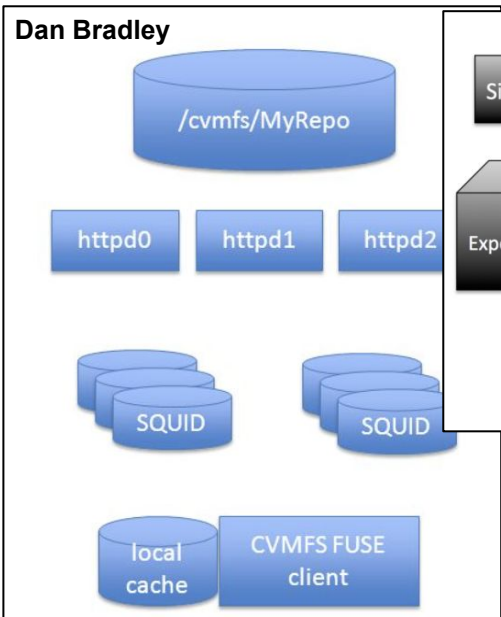 Dan Bradley
/cvmfs/MyRepo
httpd0 httpd1 httpd2
SQUID SQUID
local
cache
CVMFS FUSE
client